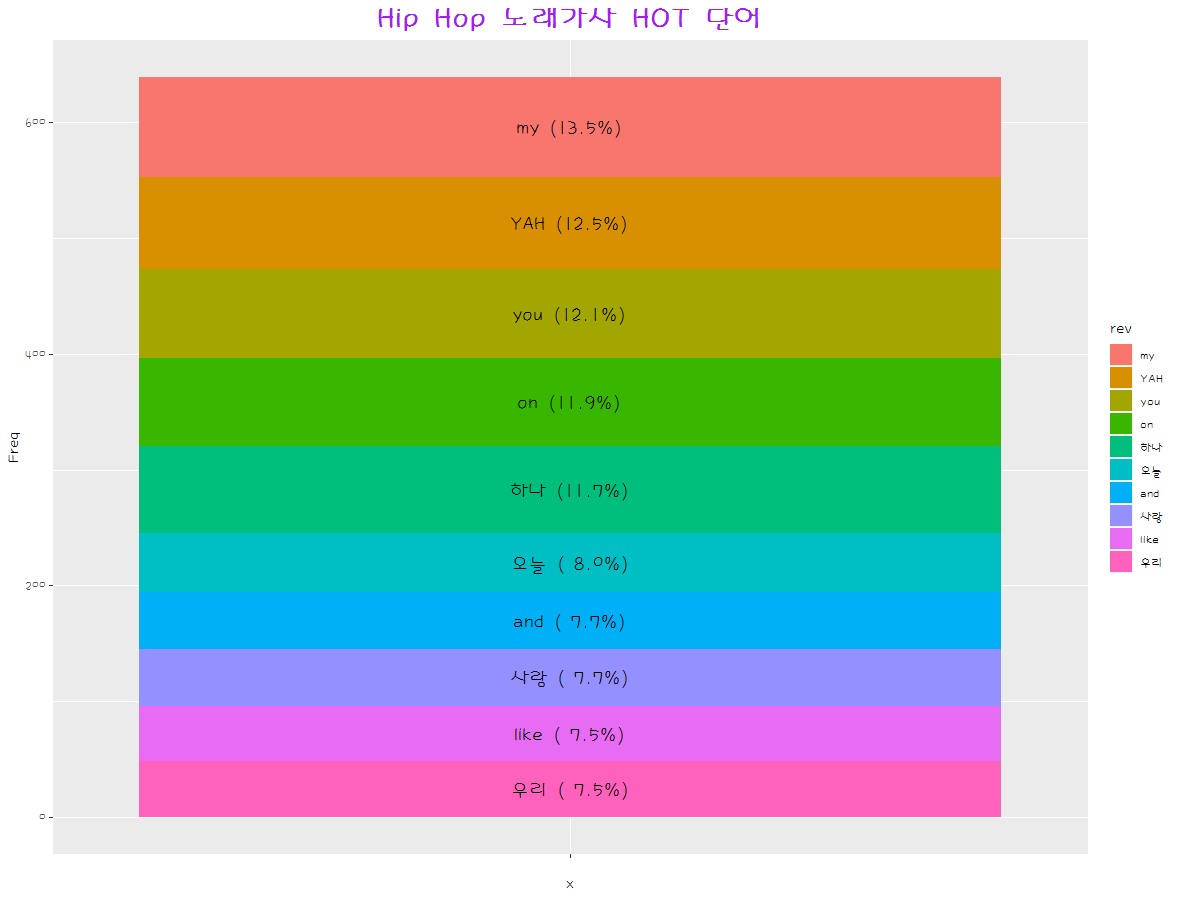 Hip Hop 노래가사 HOT 단어
600
400
200
0
Freq
my (13.5%)
YAH (12.5%)
you (12.1%)
on (11.9%)
하나 (11.7%)
오늘 ( 8.0%)
and ( 7.7%)
사랑 ( 7.7%)
like ( 7.5%)
우리 ( 7.5%)
x
rev
my
YAH
you
on
하나
오늘
and
사랑
like
우리